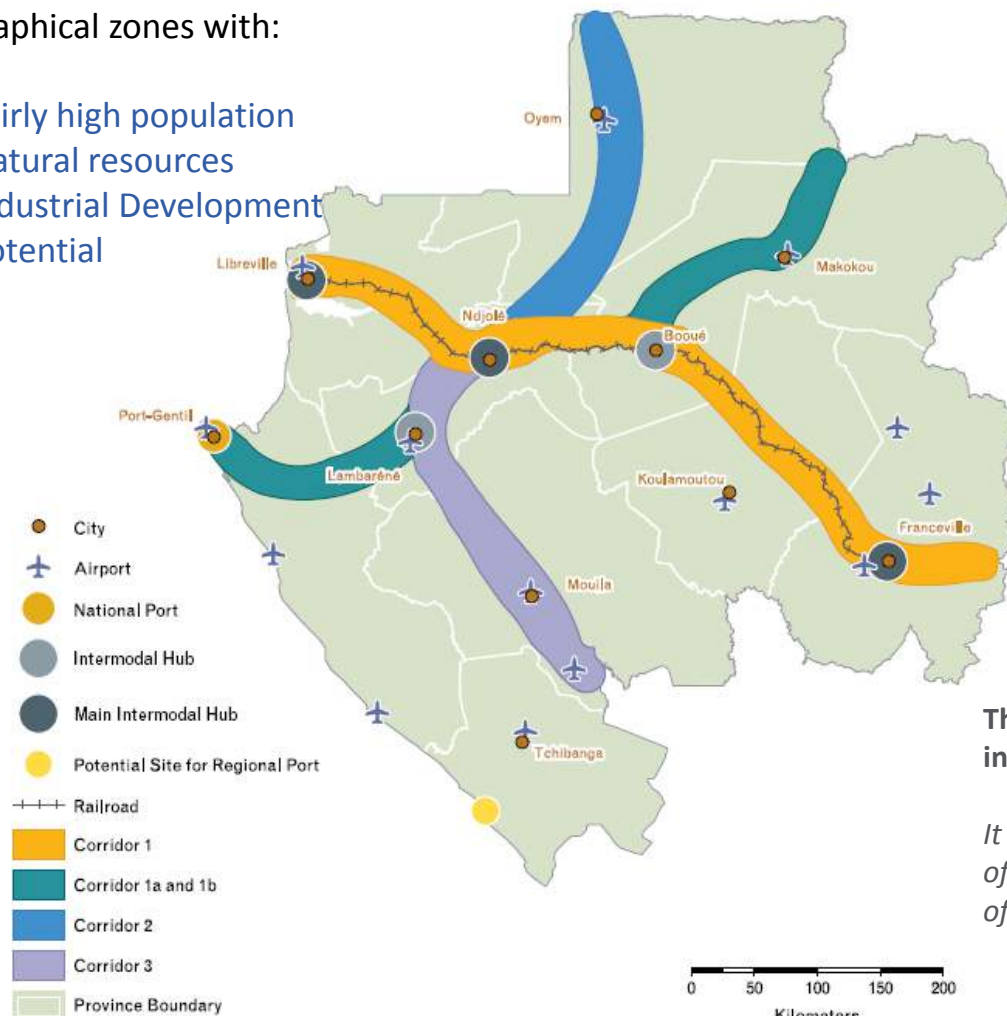 aphical zones with:
irly high population
atural resources
dustrial Development
otential
Oyem
Makokou
Libreville
Ndjolé
Booué
Port-Gentil
Lambaréné
Koulamoutou
Franceville
Mouila
Tchibanga
City
Airport
National Port
Intermodal Hub
Main Intermodal Hub
Potential Site for Regional Port
Railroad
Corridor 1
Corridor 1a and 1b
Corridor 2
Corridor 3
Province Boundary
Th
in
It
of
of
0 50 100 150 200
Kilometers